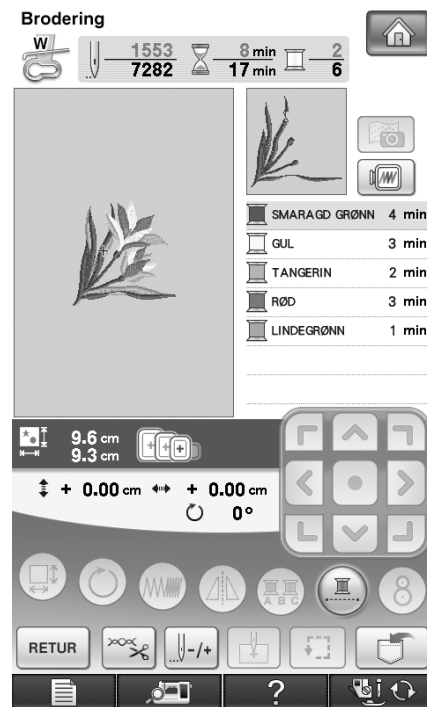 Brodering
W
1553 8 min 2
7282 17 min 6
SMARAGD GRØNN 4 min
GUL 3 min
TANGERIN 2 min
RØD 3 min
LINDEGRØNN 1 min
9.6 cm
9.3 cm
+ 0.00 cm + 0.00 cm
0°
A B C
8
RETUR
-/+
?